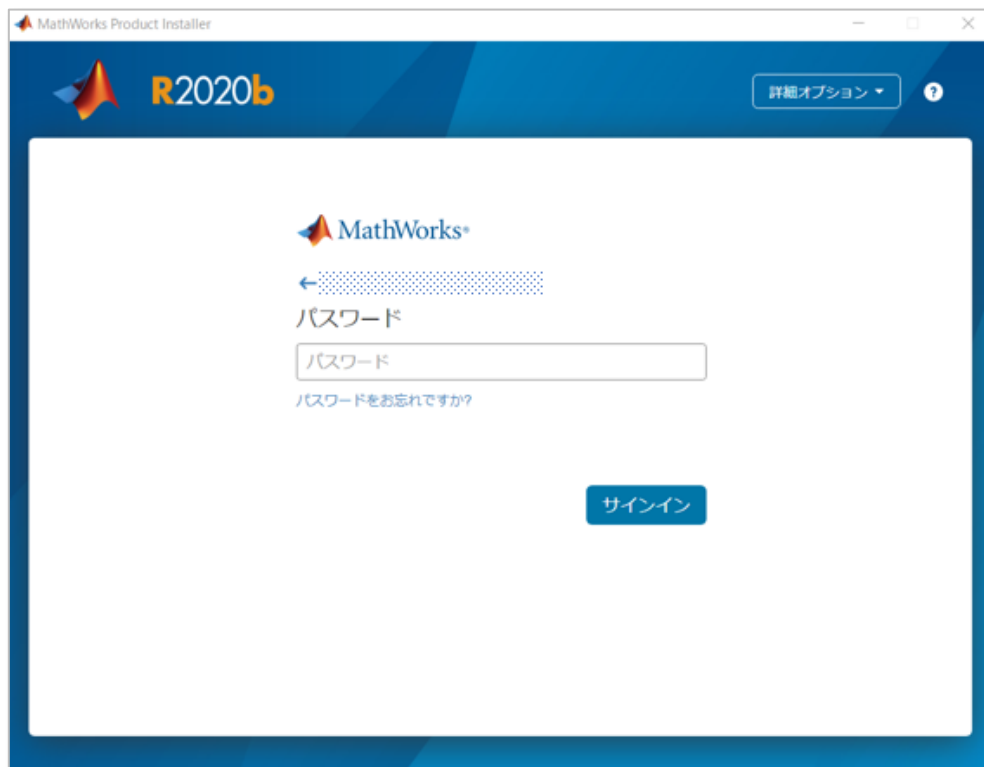 MathWorks Product Installer
R2020b
詳細オプション
?
MathWorks®
パスワード
パスワード
パスワードをお忘れですか?
サインイン